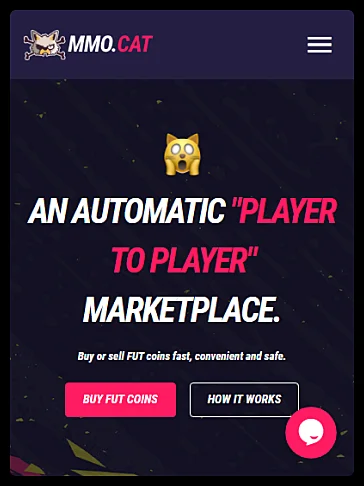 MMO.CAT
AN AUTOMATIC "PLAYER
TO PLAYER"
MARKETPLACE.
Buy or sell FUT coins fast, convenient and safe.
BUY FUT COINS
HOW IT WORKS